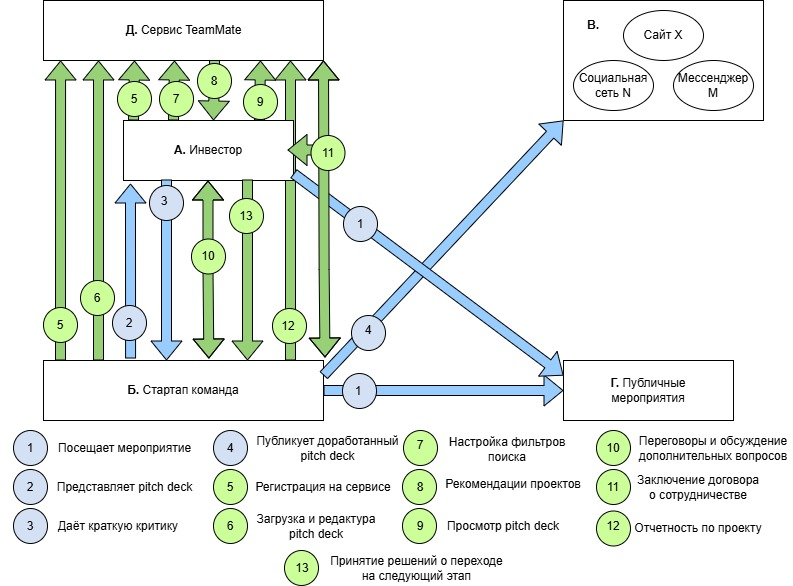 Д. Сервис TeamMate
В.
Сайт X
Социальная
сеть N
Мессенджер
M
5
7
8
9
А. Инвестор
11
3
13
1
10
6
5
2
12
4
1
Б. Стартап команда
Г. Публичные
мероприятия
1 Посещает мероприятие
4 Публикует доработанный
pitch deck
7 Настройка фильтров
поиска
10 Переговоры и обсуждение
дополнительных вопросов
2 Представляет pitch deck
5 Регистрация на сервисе
8 Рекомендации проектов
11 Заключение договора
о сотрудничестве
3 Даёт краткую критику
6 Загрузка и редактура
pitch deck
9 Просмотр pitch deck
12 Отчетность по проекту
13 Принятие решений о переходе
на следующий этап